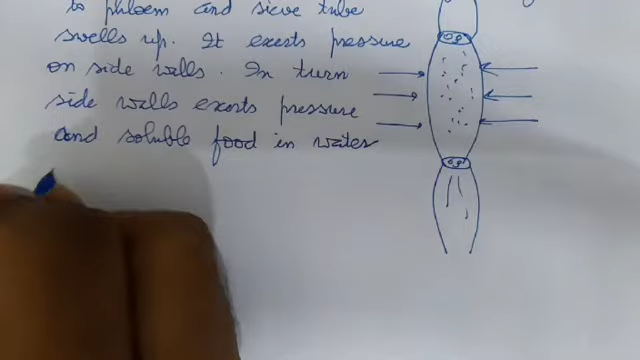 to phloem and sieve tube
swells up. It exerts pressure
on side walls. In turn
side walls exerts pressure
and soluble food in water